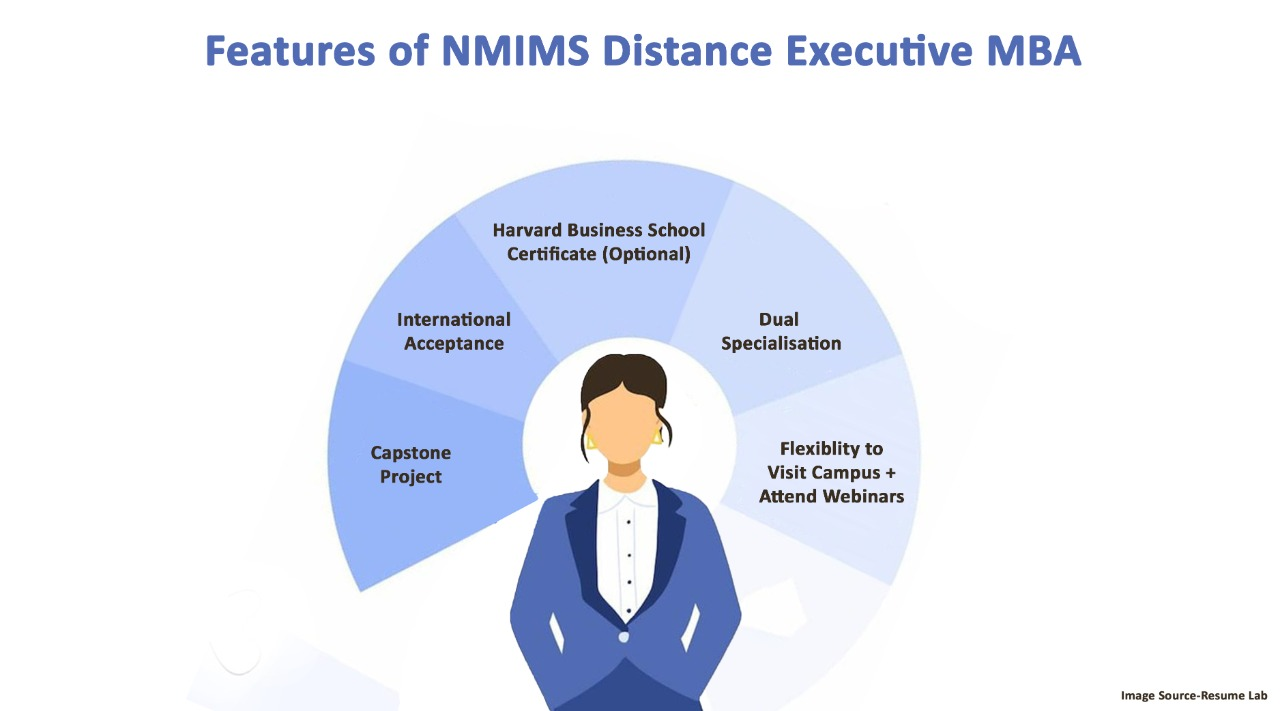 Features of NMIMS Distance Executive MBA
Harvard Business School
Certificate (Optional)
International
Acceptance
Dual
Specialisation
Capstone
Project
Flexiblity to
Visit Campus +
Attend Webinars
Image Source-Resume Lab